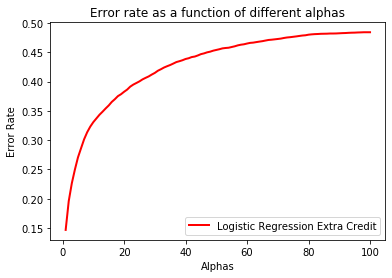 Error rate as a function of different alphas
0.50
0.45
0.40
0.35
0.30
0.25
0.20
0.15
Error Rate
Logistic Regression Extra Credit
0 20 40 60 80 100
Alphas